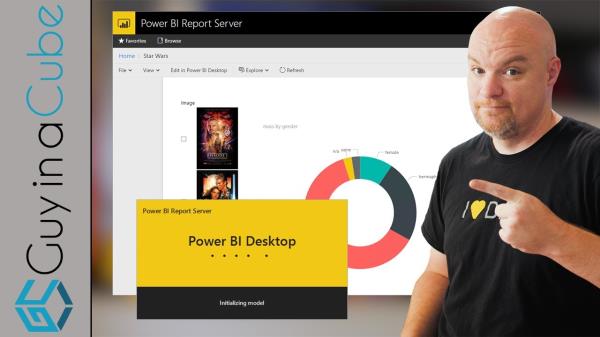 Guy in a Cube
Power BI Report Server
Favorites Browse
Home Star Wars
File View Edit in Power BI Desktop Explore Refresh
Image
mass by gender
n/a none female
Power BI Report Server
Power BI Desktop
Initializing model
I D